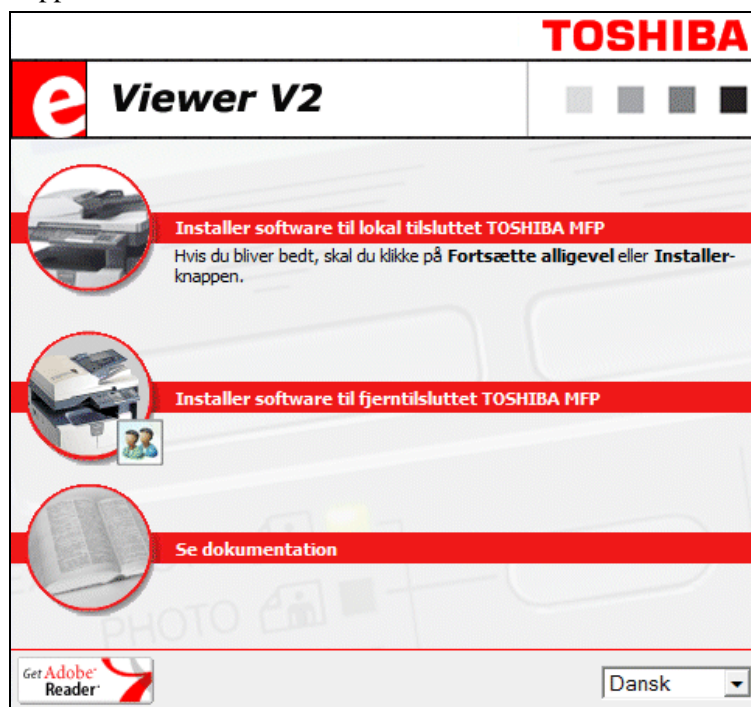 TOSHIBA
e Viewer V2
Installer software til lokal tilsluttet TOSHIBA MFP
Hvis du bliver bedt, skal du klikke på Fortsætte alligevel eller Installer-
knappen.
Installer software til fjerntilsluttet TOSHIBA MFP
Se dokumentation
PHOTO
Get Adobe
Reader
Dansk